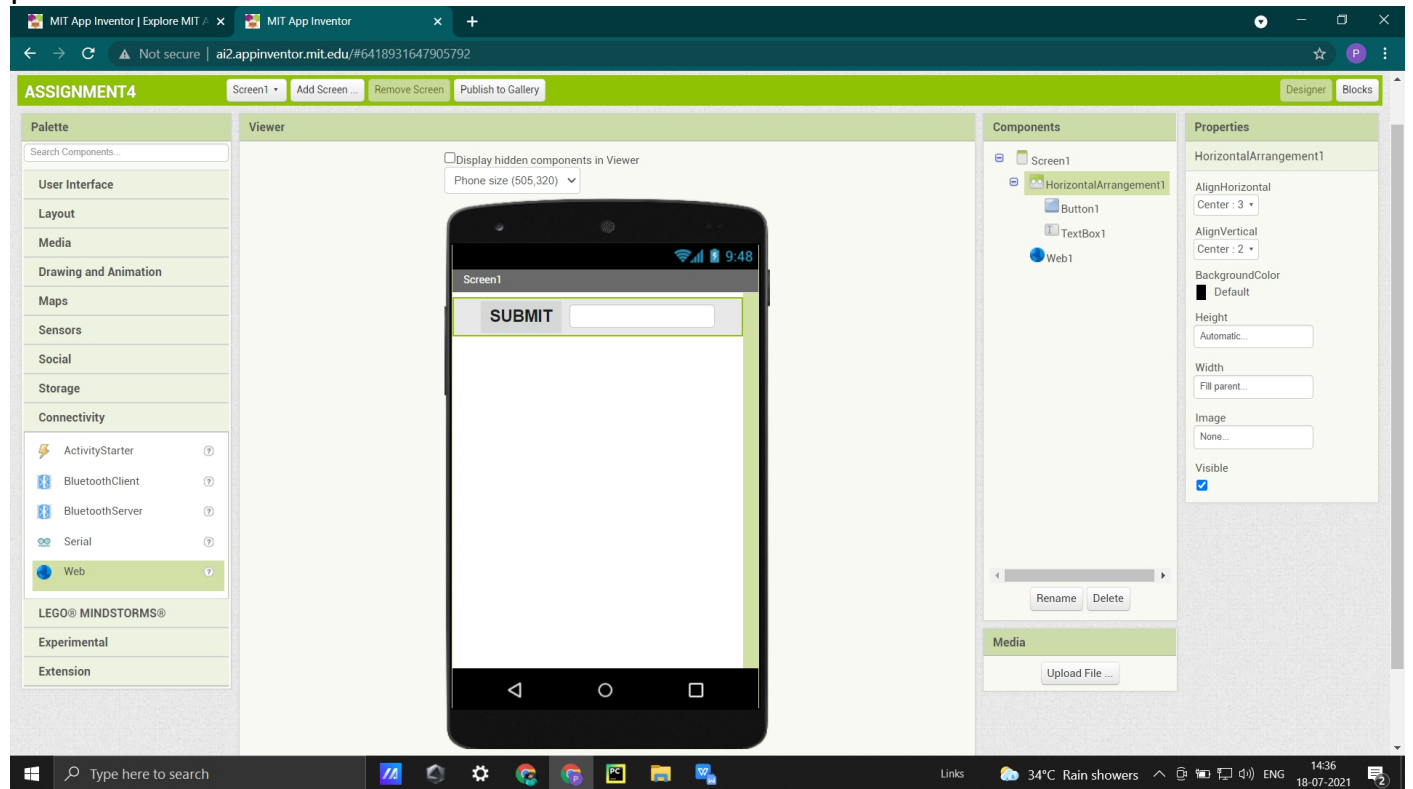 MIT App Inventor | Explore MIT A
MIT App Inventor
Not secure | ai2.appinventor.mit.edu/#6418931647905792
P
ASSIGNMENT4
Screen1
Add Screen ...
Remove Screen
Publish to Gallery
Designer
Blocks
Palette
Search Components...
User Interface
Layout
Media
Drawing and Animation
Maps
Sensors
Social
Storage
Connectivity
ActivityStarter
BluetoothClient
BluetoothServer
Serial
Web
LEGO® MINDSTORMS®
Experimental
Extension
Viewer
Display hidden components in Viewer
Phone size (505,320)
9:48
Screen1
SUBMIT
Components
Screen1
HorizontalArrangement1
Button1
TextBox1
Web1
Rename
Delete
Media
Upload File ...
Properties
HorizontalArrangement1
AlignHorizontal
Center : 3
AlignVertical
Center : 2
BackgroundColor
Default
Height
Automatic...
Width
Fill parent...
Image
None...
Visible
Type here to search
PC
Links
34°C Rain showers
ENG
14:36
18-07-2021
2